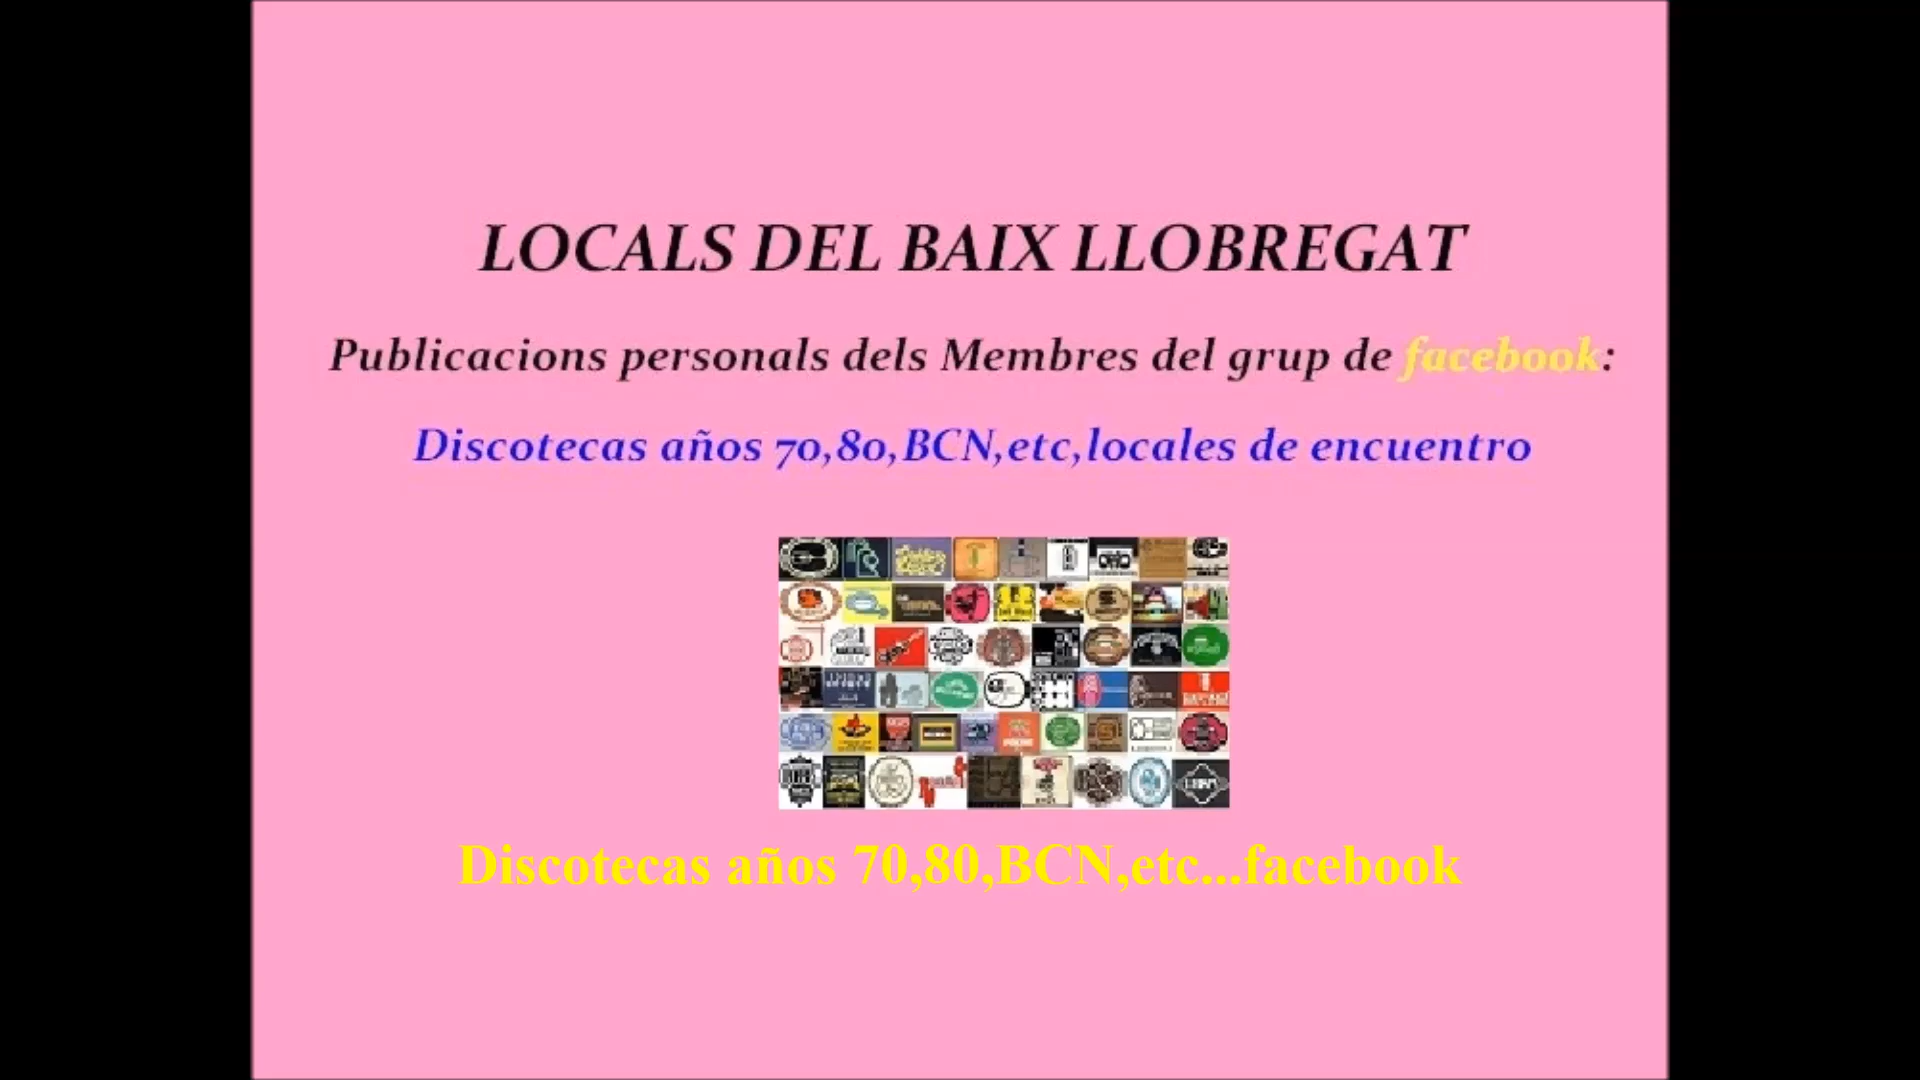 LOCALS DEL BAIX LLOBREGAT
Publicacions personals dels Membres del grup de facebook:
Discotecas años 70,80,BCN,etc,locales de encuentro
Discotecas años 70,80,BCN,etc...facebook